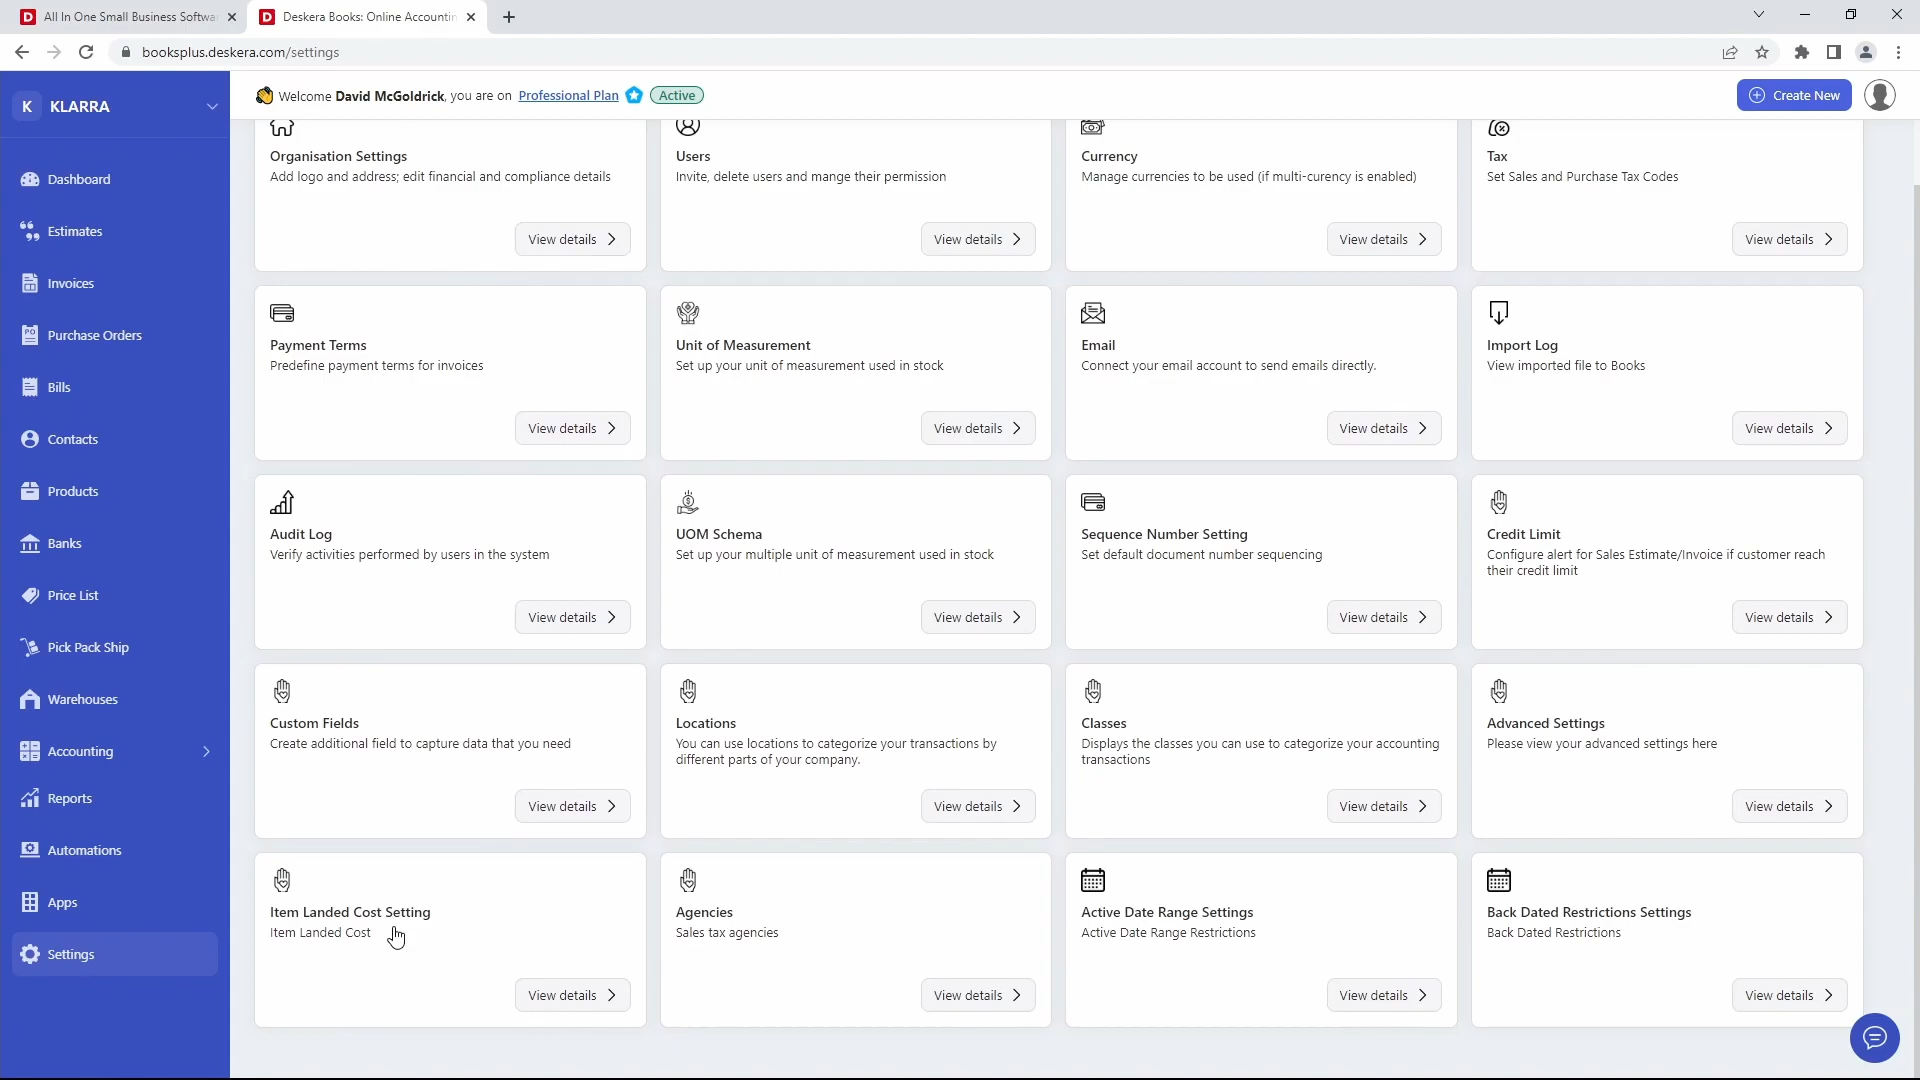 All In One Small Business Softwa
Deskera Books: Online Accountin
booksplus.deskera.com/settings
K KLARRA
Welcome David McGoldrick, you are on Professional Plan Active
Create New
Dashboard
Estimates
Invoices
Purchase Orders
Bills
Contacts
Products
Banks
Price List
Pick Pack Ship
Warehouses
Accounting
Reports
Automations
Apps
Settings
Organisation Settings
Add logo and address; edit financial and compliance details
View details
Users
Invite, delete users and mange their permission
View details
Currency
Manage currencies to be used (if multi-curency is enabled)
View details
Tax
Set Sales and Purchase Tax Codes
View details
Payment Terms
Predefine payment terms for invoices
View details
Unit of Measurement
Set up your unit of measurement used in stock
View details
Email
Connect your email account to send emails directly.
View details
Import Log
View imported file to Books
View details
Audit Log
Verify activities performed by users in the system
View details
UOM Schema
Set up your multiple unit of measurement used in stock
View details
Sequence Number Setting
Set default document number sequencing
View details
Credit Limit
Configure alert for Sales Estimate/Invoice if customer reach
their credit limit
View details
Custom Fields
Create additional field to capture data that you need
View details
Locations
You can use locations to categorize your transactions by
different parts of your company.
View details
Classes
Displays the classes you can use to categorize your accounting
transactions
View details
Advanced Settings
Please view your advanced settings here
View details
Item Landed Cost Setting
Item Landed Cost
View details
Agencies
Sales tax agencies
View details
Active Date Range Settings
Active Date Range Restrictions
View details
Back Dated Restrictions Settings
Back Dated Restrictions
View details